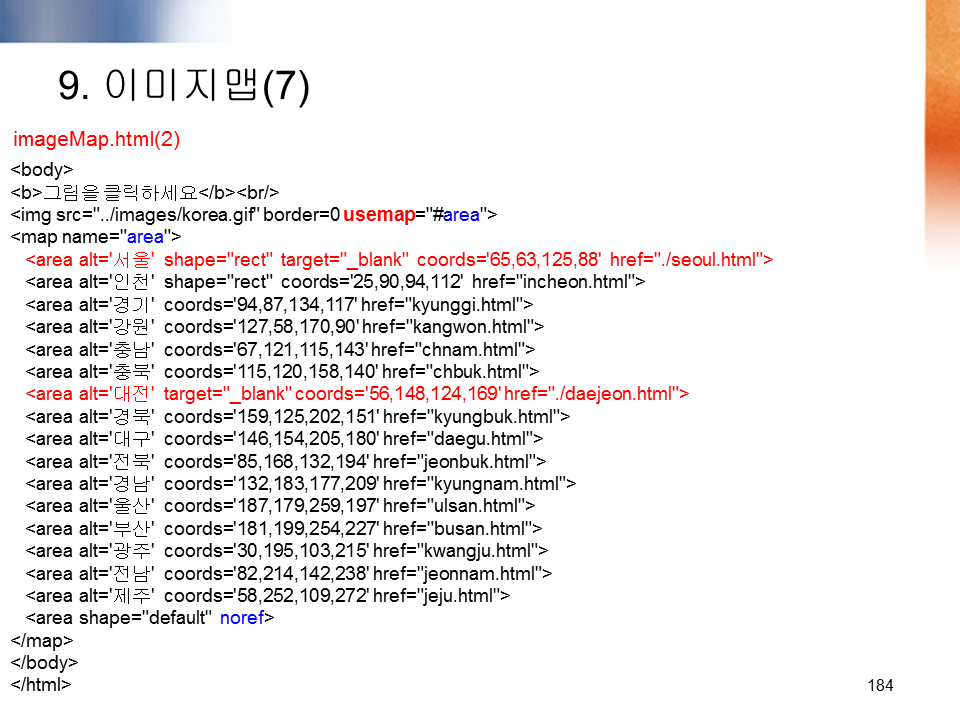 9. 이미지맵(7)
imageMap.html(2)
<body>
<b>그림을 클릭하세요</b><br/>
<img src="../images/korea.gif" border=0 usemap="#area">
<map name="area">
<area alt='서울' shape="rect" target="_blank" coords='65,63,125,88' href="./seoul.html">
<area alt='인천' shape="rect" coords='25,90,94,112' href="incheon.html">
<area alt='경기' coords='94,87,134,117' href="kyunggi.html">
<area alt='강원' coords='127,58,170,90' href="kangwon.html">
<area alt='충남' coords='67,121,115,143' href="chnam.html">
<area alt='충북' coords='115,120,158,140' href="chbuk.html">
<area alt='대전' target="_blank" coords='56,148,124,169' href="./daejeon.html">
<area alt='경북' coords='159,125,202,151' href="kyungbuk.html">
<area alt='대구' coords='146,154,205,180' href="daegu.html">
<area alt='전북' coords='85,168,132,194' href="jeonbuk.html">
<area alt='경남' coords='132,183,177,209' href="kyungnam.html">
<area alt='울산' coords='187,179,259,197' href="ulsan.html">
<area alt='부산' coords='181,199,254,227' href="busan.html">
<area alt='광주' coords='30,195,103,215' href="kwangju.html">
<area alt='전남' coords='82,214,142,238' href="jeonnam.html">
<area alt='제주' coords='58,252,109,272' href="jeju.html">
<area shape="default" noref>
</map>
</body>
</html>
184